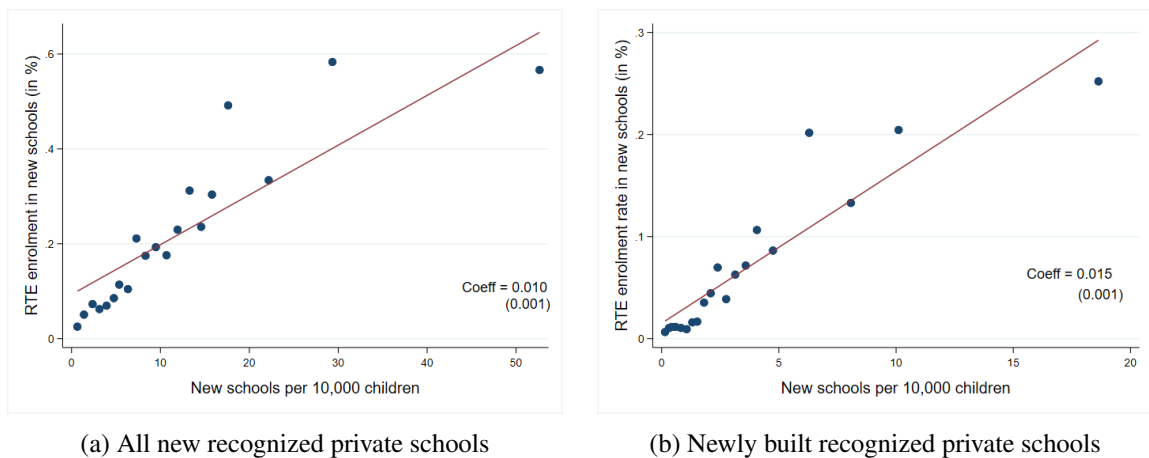 RTE enrolment in new schools (in %)
.6
.4
.2
0
0 10 20 30 40 50
New schools per 10,000 children
Coeff = 0.010
(0.001)
(a) All new recognized private schools
RTE enrolment rate in new schools (in %)
.3
.2
.1
0
0 5 10 15 20
New schools per 10,000 children
Coeff = 0.015
(0.001)
(b) Newly built recognized private schools